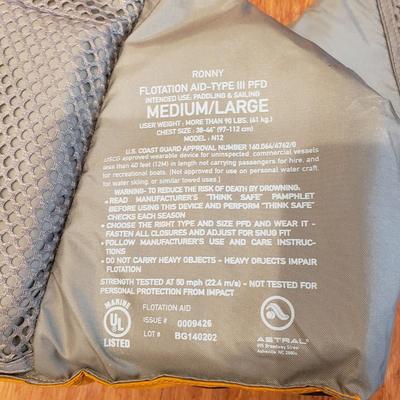 RONNY
FLOTATION AID-TYPE III PFD
INTENDED USE, PADDLING & SAILING
MEDIUM/LARGE
USER WEIGHT: MORE THAN 90 LBS. (41 kg.)
CHEST SIZE: 38-44" (97-112 cm)
MODEL: N12
U.S. COAST GUARD APPROVAL NUMBER 160.064/4762/0
USCG approved wearable device for uninspected commercial vessels
less than 40 feet (12M) in length not carrying passengers for hire, and
for recreational boats. (Not approved for use on personal water craft,
for water skiing, or similar towed uses.)
WARNING- TO REDUCE THE RISK OF DEATH BY DROWNING:
• READ MANUFACTURER'S "THINK SAFE" PAMPHLET
BEFORE USING THIS DEVICE AND PERFORM "THINK SAFE"
CHECKS EACH SEASON
• CHOOSE THE RIGHT TYPE AND SIZE PFD AND WEAR IT -
FASTEN ALL CLOSURES AND ADJUST FOR SNUG FIT
• FOLLOW MANUFACTURER'S USE AND CARE INSTRUC-
TIONS
• DO NOT CARRY HEAVY OBJECTS - HEAVY OBJECTS IMPAIR
FLOTATION
STRENGTH TESTED AT 50 mph (22.4 m/s) - NOT TESTED FOR
PERSONAL PROTECTION FROM IMPACT
MARINE
UL
LISTED
FLOTATION AID
ISSUE # 0009426
LOT # BG140202
ASTRAL
Broadway Street
Asheville, NC